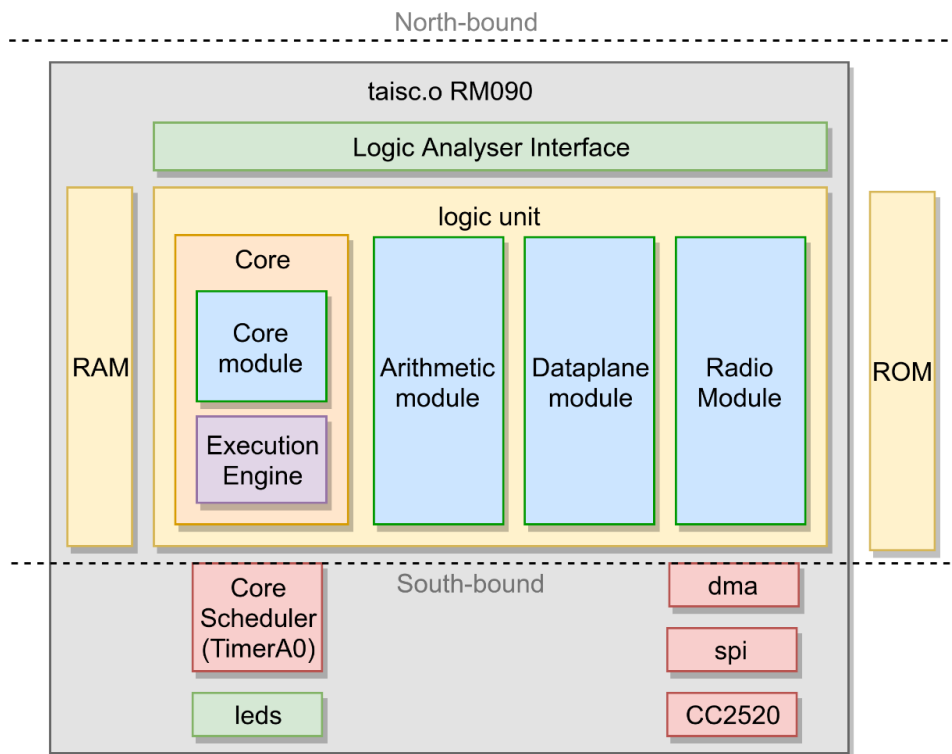 North-bound
taisc.o RM090
Logic Analyser Interface
logic unit
RAM
Core
Core
module
Execution
Engine
Arithmetic
module
Dataplane
module
Radio
Module
ROM
South-bound
Core
Scheduler
(TimerA0)
leds
dma
spi
CC2520